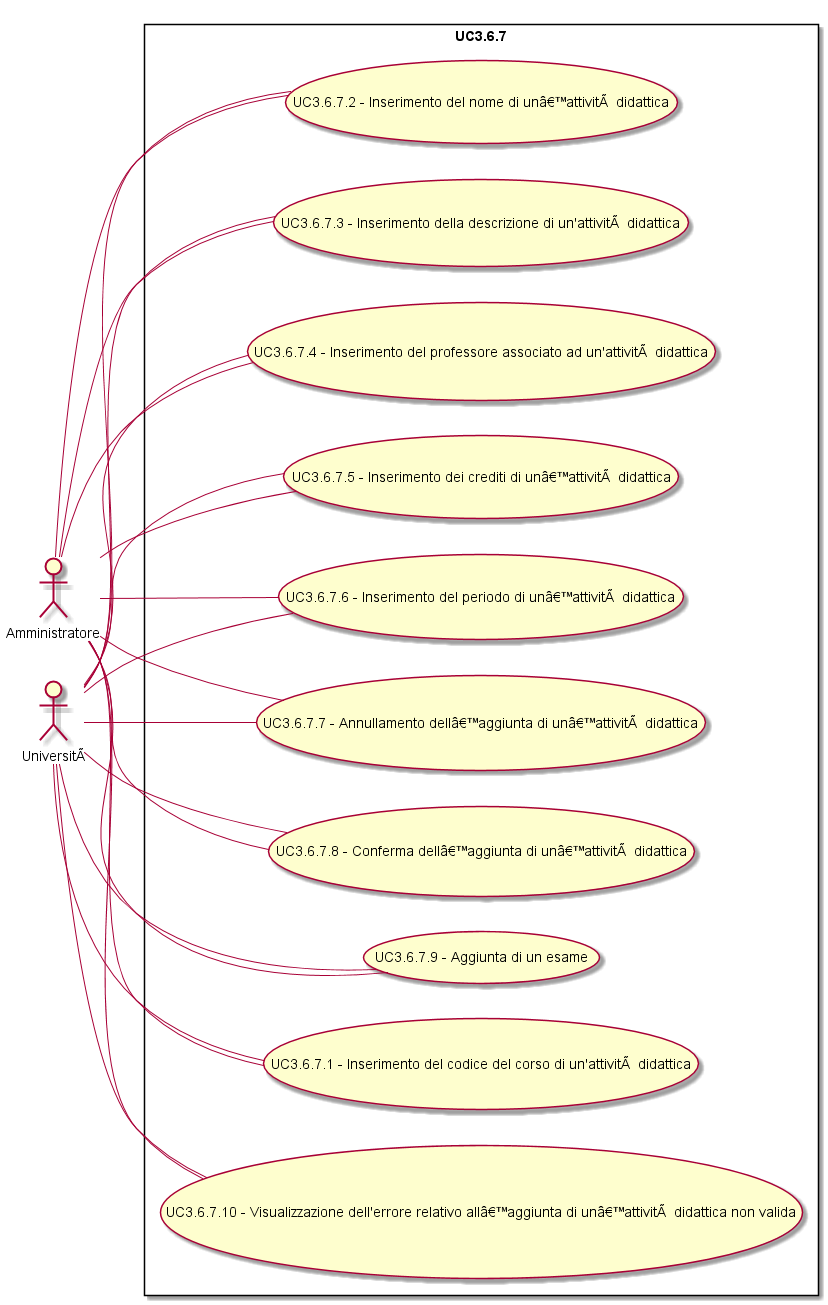 UC3.6.7
UC3.6.7.2 - Inserimento del nome di unâ€™attivitÃ  didattica
UC3.6.7.3 - Inserimento della descrizione di un'attivitÃ  didattica
UC3.6.7.4 - Inserimento del professore associato ad un'attivitÃ  didattica
UC3.6.7.5 - Inserimento dei crediti di unâ€™attivitÃ  didattica
UC3.6.7.6 - Inserimento del periodo di unâ€™attivitÃ  didattica
Amministratore
UC3.6.7.7 - Annullamento dellâ€™aggiunta di unâ€™attivitÃ  didattica
UniversitÃ
UC3.6.7.8 - Conferma dellâ€™aggiunta di unâ€™attivitÃ  didattica
UC3.6.7.9 - Aggiunta di un esame
UC3.6.7.1 - Inserimento del codice del corso di un'attivitÃ  didattica
UC3.6.7.10 - Visualizzazione dell'errore relativo allâ€™aggiunta di unâ€™attivitÃ  didattica non valida